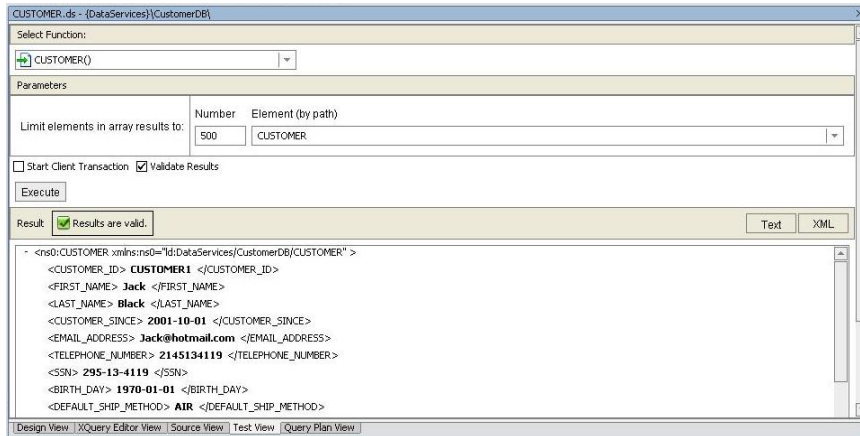 CUSTOMER.ds - {DataServices}\CustomerDB\
Select Function:
CUSTOMER()
Parameters
Number Element (by path)
Limit elements in array results to: 500 CUSTOMER
Start Client Transaction Validate Results
Execute
Result Results are valid. Text XML
- <ns0:CUSTOMER xmlns:ns0="ld:DataServices/CustomerDB/CUSTOMER" >
<CUSTOMER_ID> CUSTOMER1 </CUSTOMER_ID>
<FIRST_NAME> Jack </FIRST_NAME>
<LAST_NAME> Black </LAST_NAME>
<CUSTOMER_SINCE> 2001-10-01 </CUSTOMER_SINCE>
<EMAIL_ADDRESS> Jack@hotmail.com </EMAIL_ADDRESS>
<TELEPHONE_NUMBER> 2145134119 </TELEPHONE_NUMBER>
<SSN> 295-13-4119 </SSN>
<BIRTH_DAY> 1970-01-01 </BIRTH_DAY>
<DEFAULT_SHIP_METHOD> AIR </DEFAULT_SHIP_METHOD>
Design View XQuery Editor View Source View Test View Query Plan View